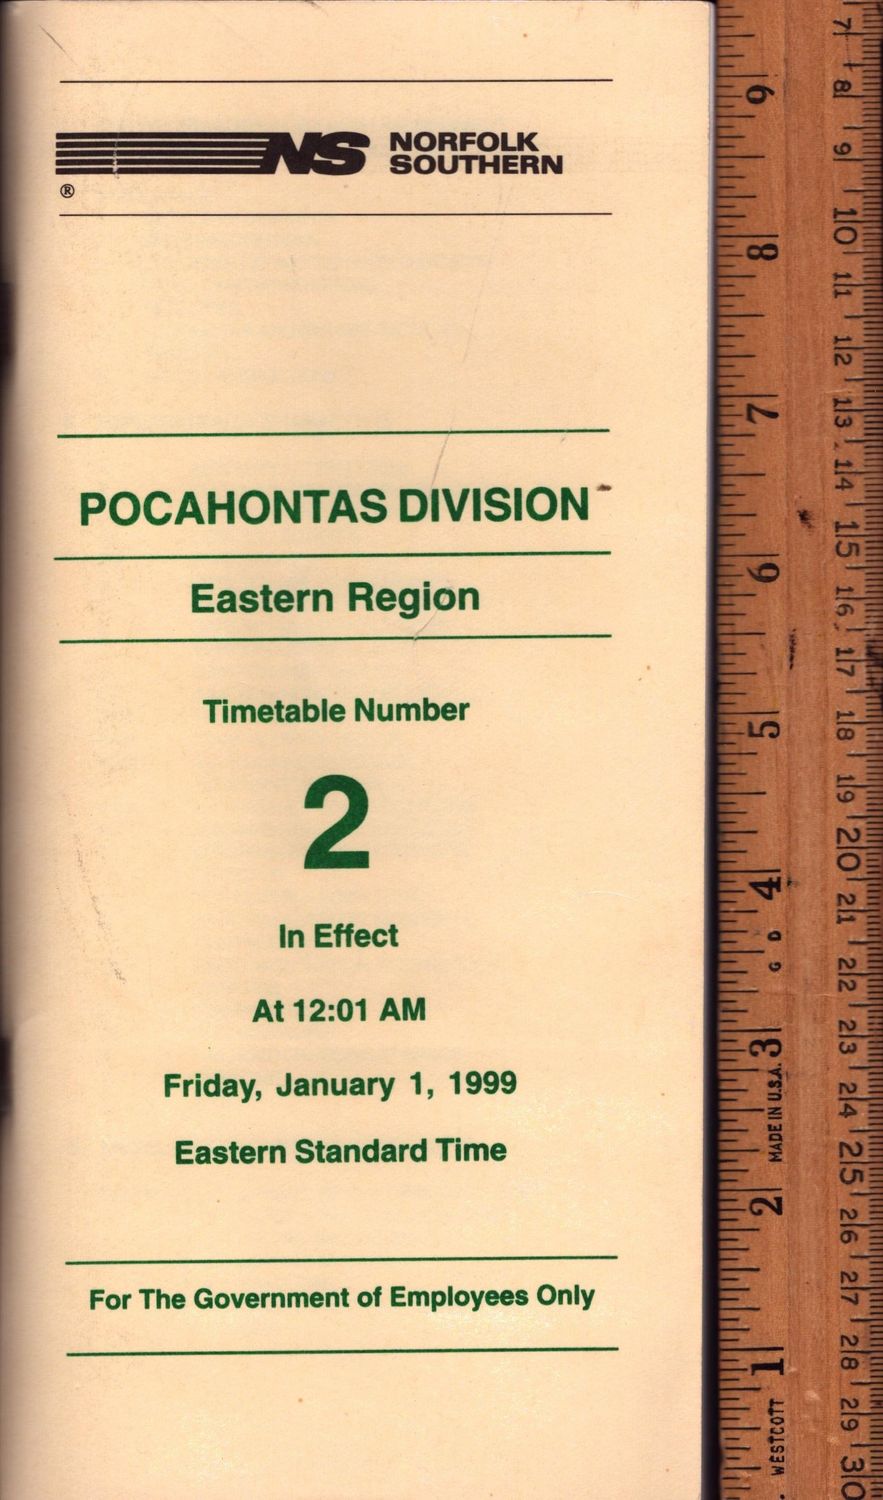 NS NORFOLK
SOUTHERN
®
POCAHONTAS DIVISION
Eastern Region
Timetable Number
2
In Effect
At 12:01 AM
Friday, January 1, 1999
Eastern Standard Time
For The Government of Employees Only
9
8
7
6
5
4
G D
3
MADE IN U.S.A.
2
1
WESTCOTT
7
8
9
10
11
12
13
14
15
16
17
18
19
20
21
22
23
24
25
26
27
28
29
30